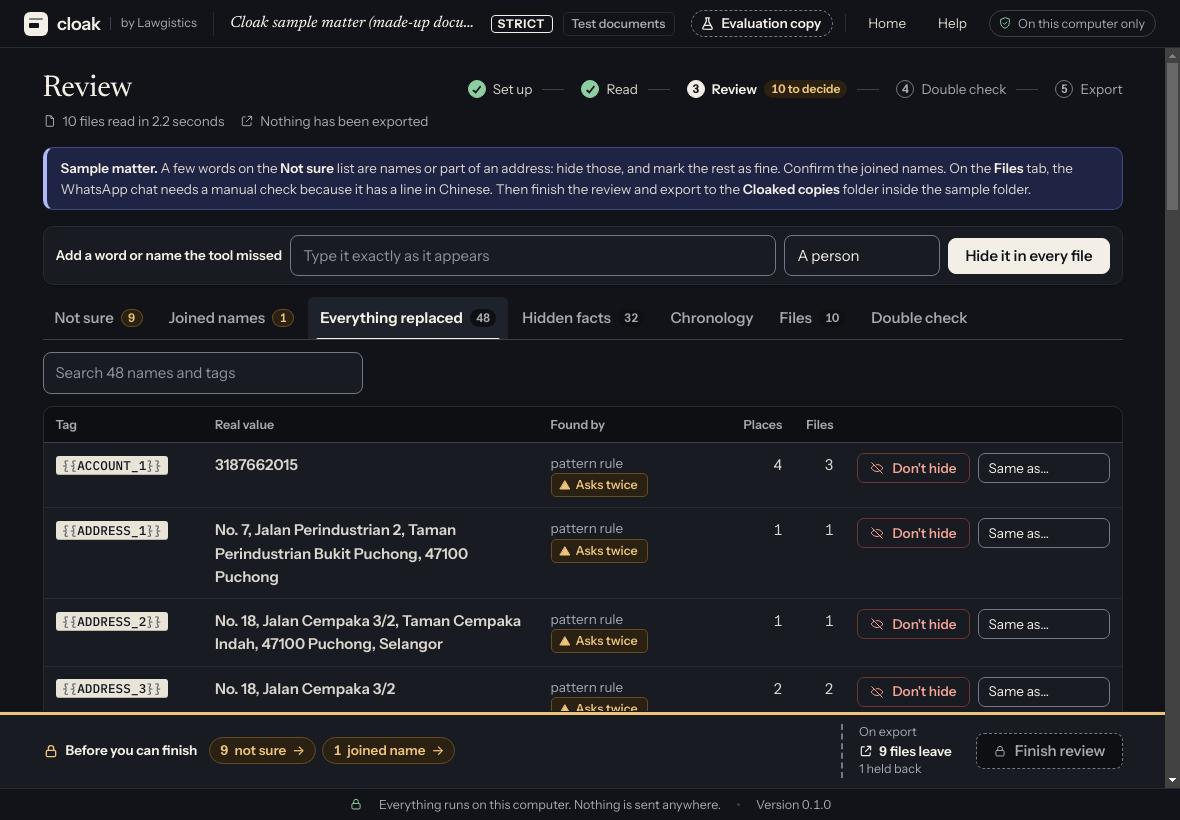 cloak by Lawgistics Cloak sample matter (made-up docu... STRICT Test documents Evaluation copy Home Help On this computer only
Review
Set up Read 3 Review 10 to decide 4 Double check 5 Export
10 files read in 2.2 seconds Nothing has been exported
Sample matter. A few words on the Not sure list are names or part of an address: hide those, and mark the rest as fine. Confirm the joined names. On the Files tab, the
WhatsApp chat needs a manual check because it has a line in Chinese. Then finish the review and export to the Cloaked copies folder inside the sample folder.
Add a word or name the tool missed Type it exactly as it appears A person Hide it in every file
Not sure 9 Joined names 1 Everything replaced 48 Hidden facts 32 Chronology Files 10 Double check
Search 48 names and tags
Tag Real value Found by Places Files
{{ACCOUNT_1}} 3187662015 pattern rule 4 3 Don't hide Same as...
Asks twice
{{ADDRESS_1}} No. 7, Jalan Perindustrian 2, Taman pattern rule 1 1 Don't hide Same as...
Perindustrian Bukit Puchong, 47100 Asks twice
Puchong
{{ADDRESS_2}} No. 18, Jalan Cempaka 3/2, Taman Cempaka pattern rule 1 1 Don't hide Same as...
Indah, 47100 Puchong, Selangor Asks twice
{{ADDRESS_3}} No. 18, Jalan Cempaka 3/2 pattern rule 2 2 Don't hide Same as...
Asks twice
On export
Before you can finish 9 not sure → 1 joined name → 9 files leave Finish review
1 held back
Everything runs on this computer. Nothing is sent anywhere. • Version 0.1.0